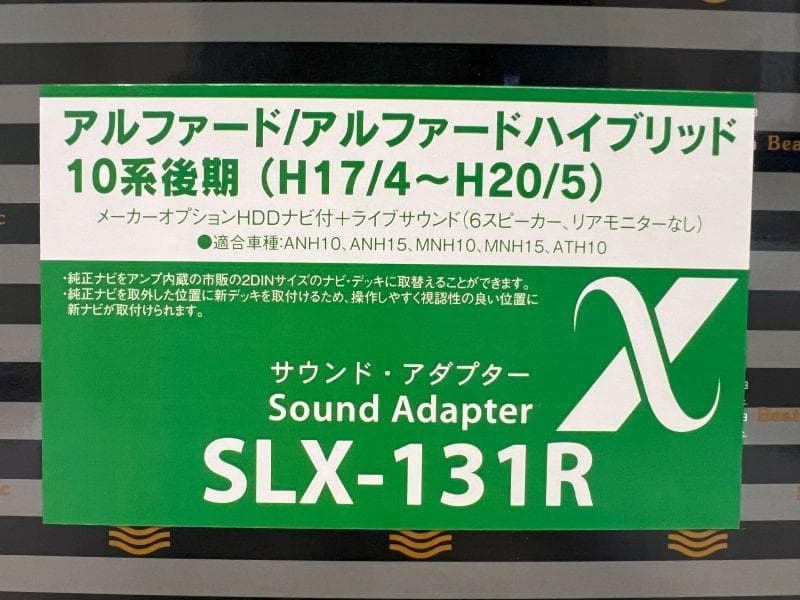 アルファード/アルファードハイブリッド
10系後期（H17/4〜H20/5）
メーカーオプションHDDナビ付＋ライブサウンド（6スピーカー、リアモニターなし）
●適合車種：ANH10、ANH15、MNH10、MNH15、ATH10
・純正ナビをアンプ内蔵の市販の2DINサイズのナビ・デッキに取替えることができます。
・純正ナビを取外した位置に新デッキを取付けるため、操作しやすく視認性の良い位置に
新ナビが取付けられます。
サウンド・アダプター
Sound Adapter
SLX-131R